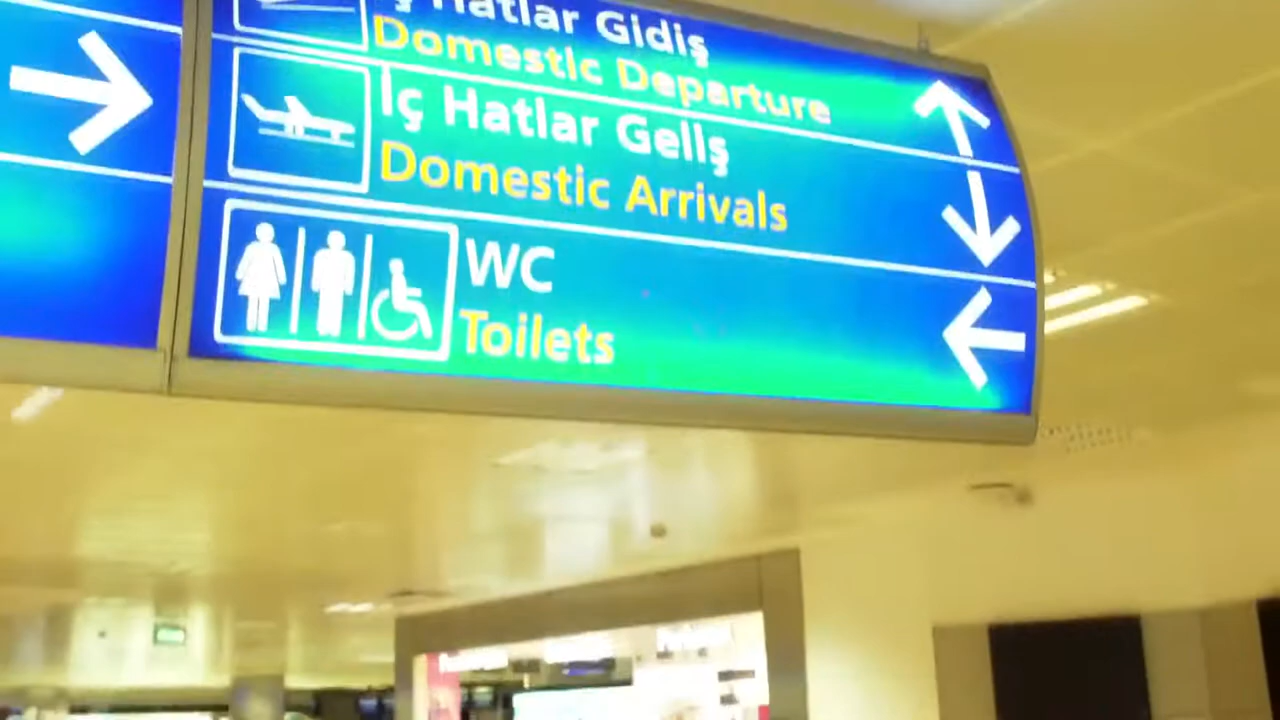 İç Hatlar Gidiş
Domestic Departure
İç Hatlar Geliş
Domestic Arrivals
WC
Toilets